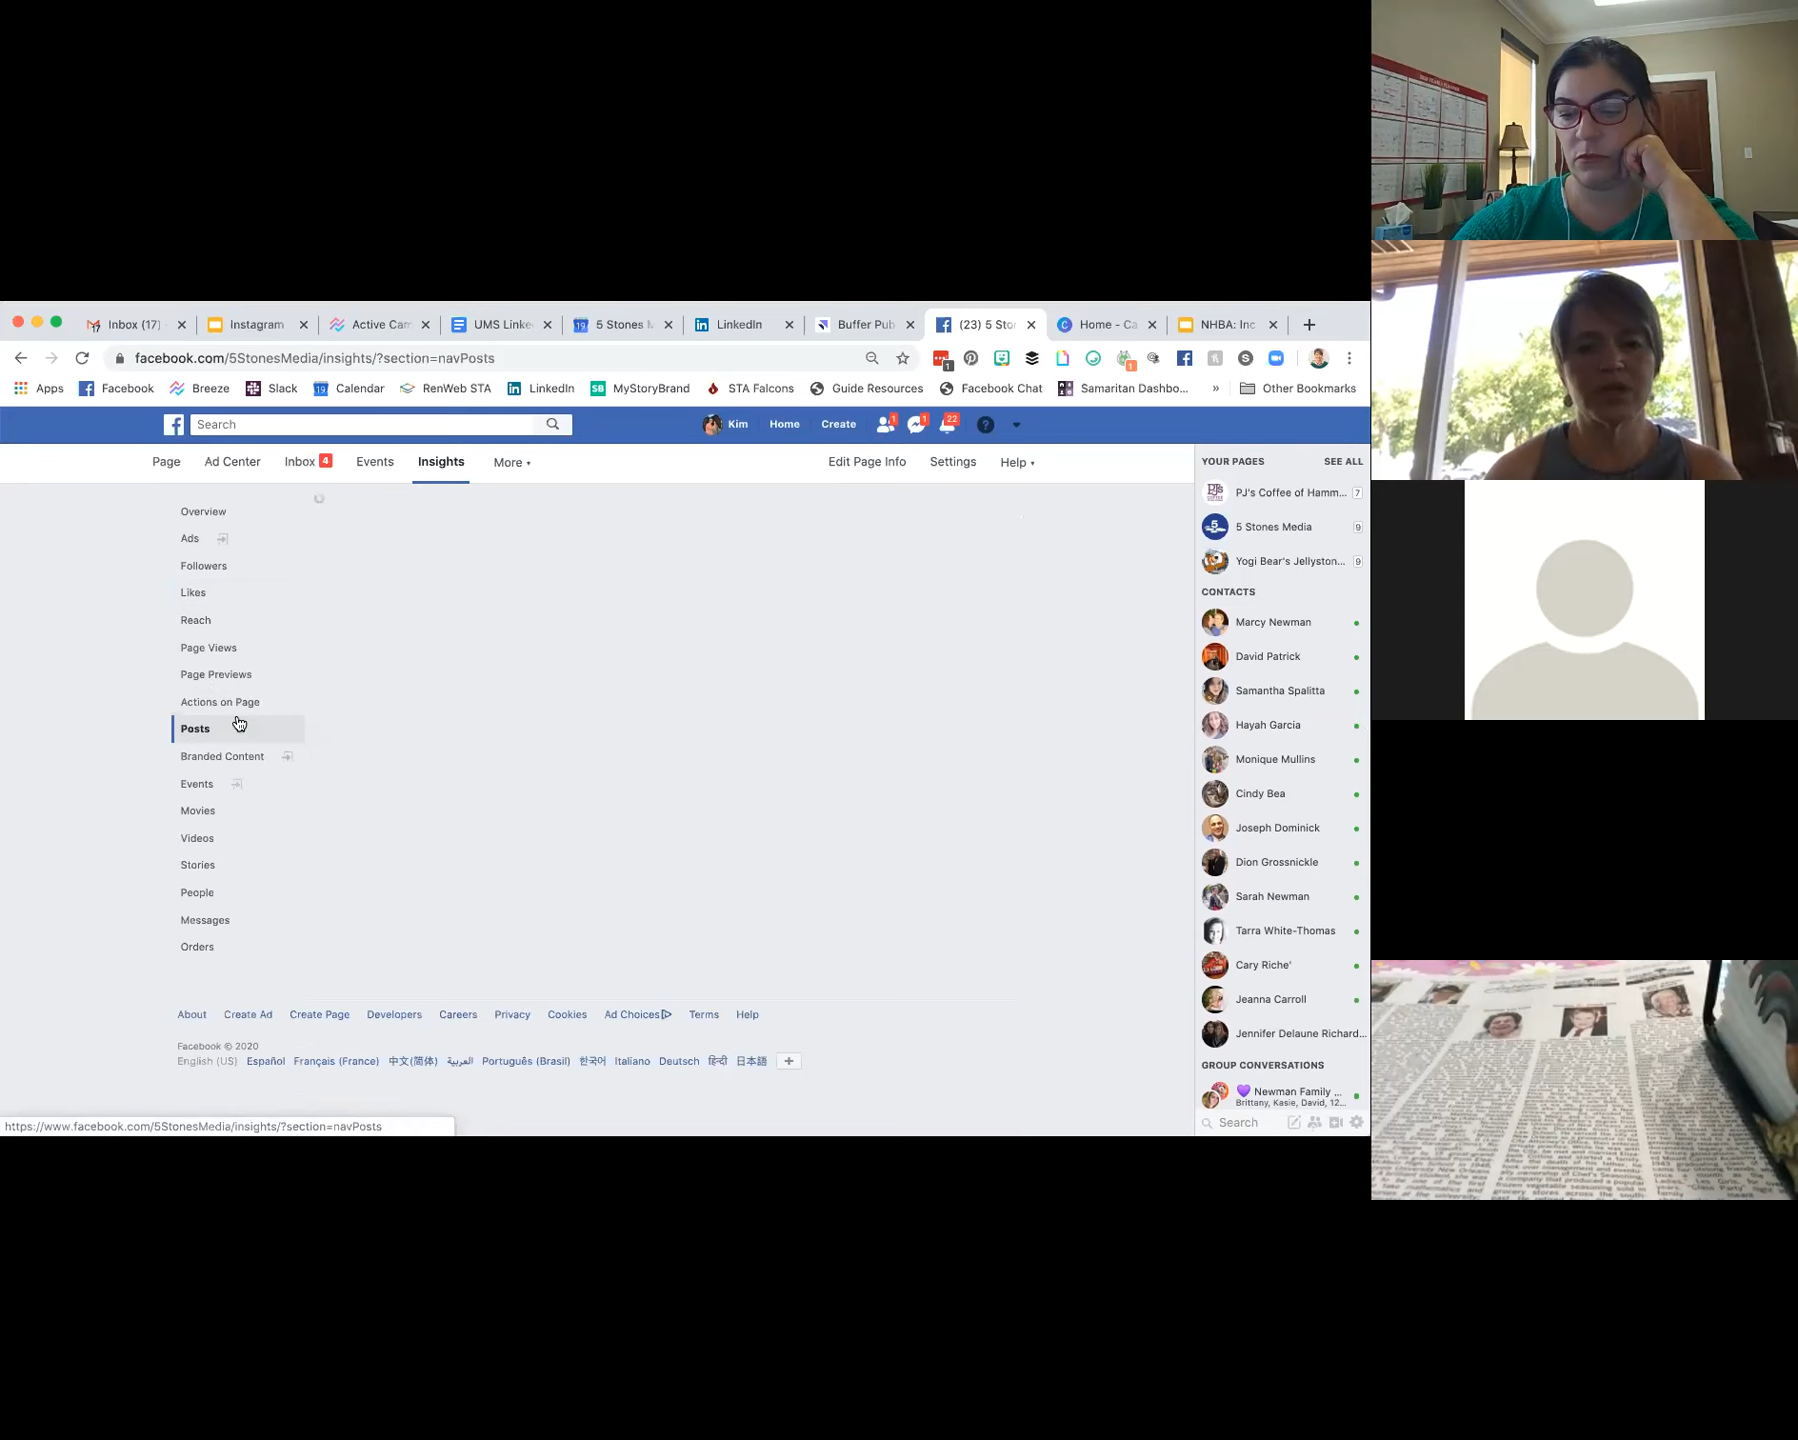 Inbox (17)
Instagram
Active Cam
UMS Linke
5 Stones M
LinkedIn
Buffer Pub
(23) 5 Sto
Home - Ca
NHBA: Inc
facebook.com/5StonesMedia/insights/?section=navPosts
Apps
Facebook
Breeze
Slack
Calendar
RenWeb STA
LinkedIn
MyStoryBrand
STA Falcons
Guide Resources
Facebook Chat
Samaritan Dashbo...
»
Other Bookmarks
Search
Kim
Home
Create
1
1
22
Page
Ad Center
Inbox 4
Events
Insights
More
Edit Page Info
Settings
Help
Overview
Ads
Followers
Likes
Reach
Page Views
Page Previews
Actions on Page
Posts
Branded Content
Events
Movies
Videos
Stories
People
Messages
Orders
About
Create Ad
Create Page
Developers
Careers
Privacy
Cookies
Ad Choices
Terms
Help
Facebook © 2020
English (US) Español Français (France) 中文(简体) العربية Português (Brasil) 한국어 Italiano Deutsch हिन्दी 日本語
https://www.facebook.com/5StonesMedia/insights/?section=navPosts
YOUR PAGES
SEE ALL
PJ's Coffee of Hamm... 7
5 Stones Media 9
Yogi Bear's Jellyston... 9
CONTACTS
Marcy Newman
David Patrick
Samantha Spalitta
Hayah Garcia
Monique Mullins
Cindy Bea
Joseph Dominick
Dion Grossnickle
Sarah Newman
Tarra White-Thomas
Cary Riche'
Jeanna Carroll
Jennifer Delaune Richard...
GROUP CONVERSATIONS
Newman Family ...
Brittany, Kasie, David, 12...
Search